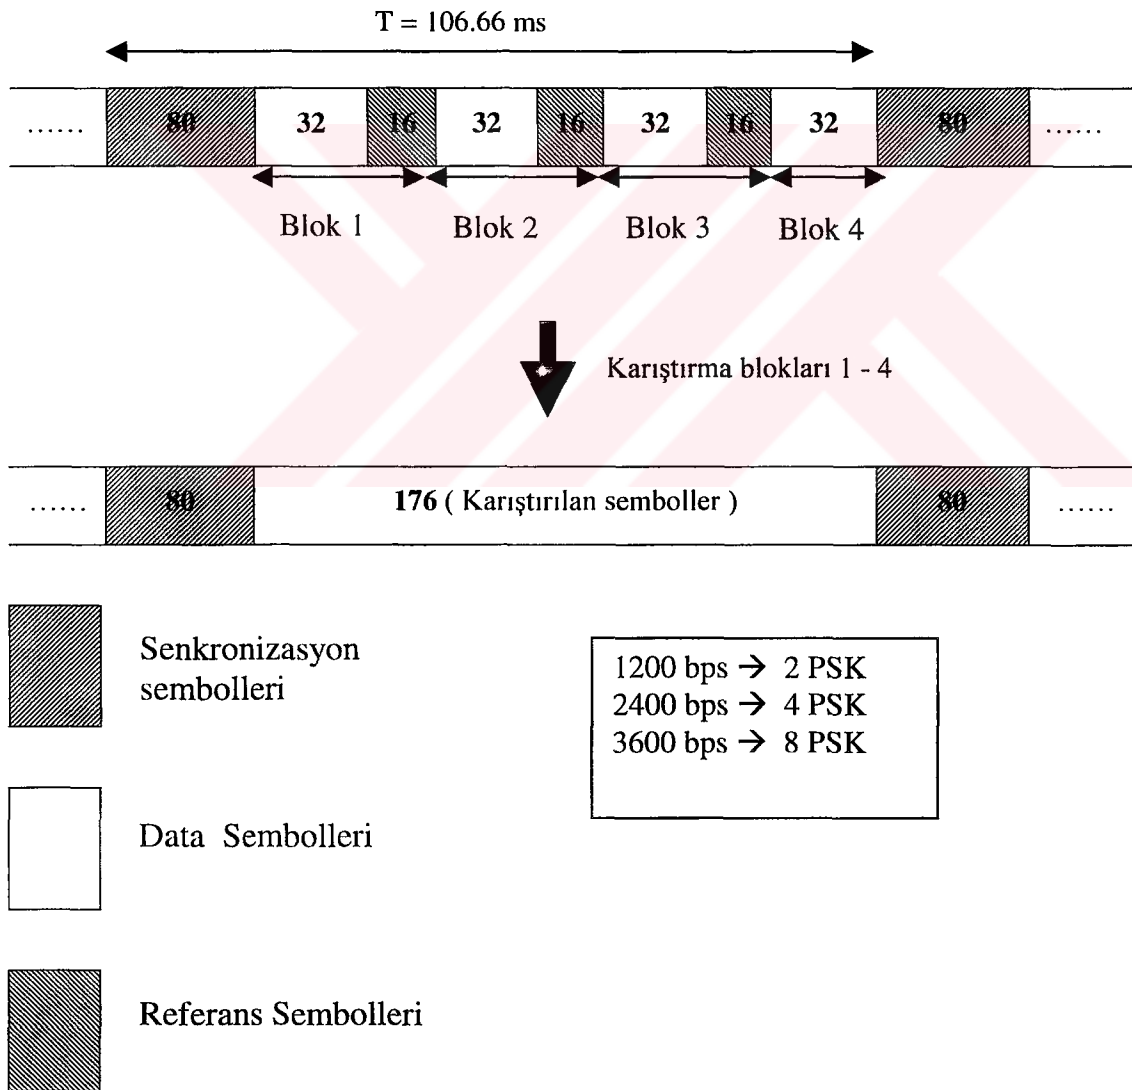 T = 106.66 ms
...... 80 32 16 32 16 32 16 32 80 ......
Blok 1 Blok 2 Blok 3 Blok 4
Karıştırma blokları 1 - 4
...... 80 176 ( Karıştırılan semboller ) 80 ......
Senkronizasyon
sembolleri
1200 bps → 2 PSK
2400 bps → 4 PSK
3600 bps → 8 PSK
Data Sembolleri
Referans Sembolleri